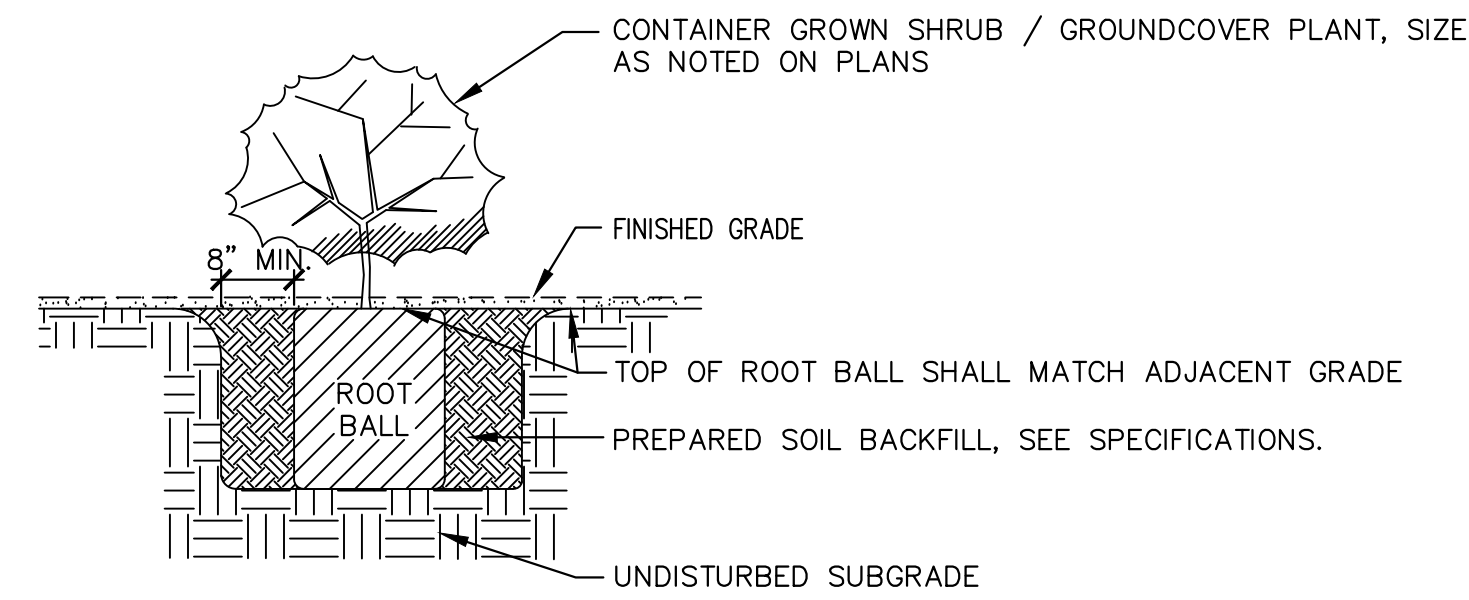 CONTAINER GROWN SHRUB / GROUNDCOVER PLANT, SIZE
AS NOTED ON PLANS
FINISHED GRADE
8" MIN.
TOP OF ROOT BALL SHALL MATCH ADJACENT GRADE
ROOT
BALL
PREPARED SOIL BACKFILL, SEE SPECIFICATIONS.
UNDISTURBED SUBGRADE